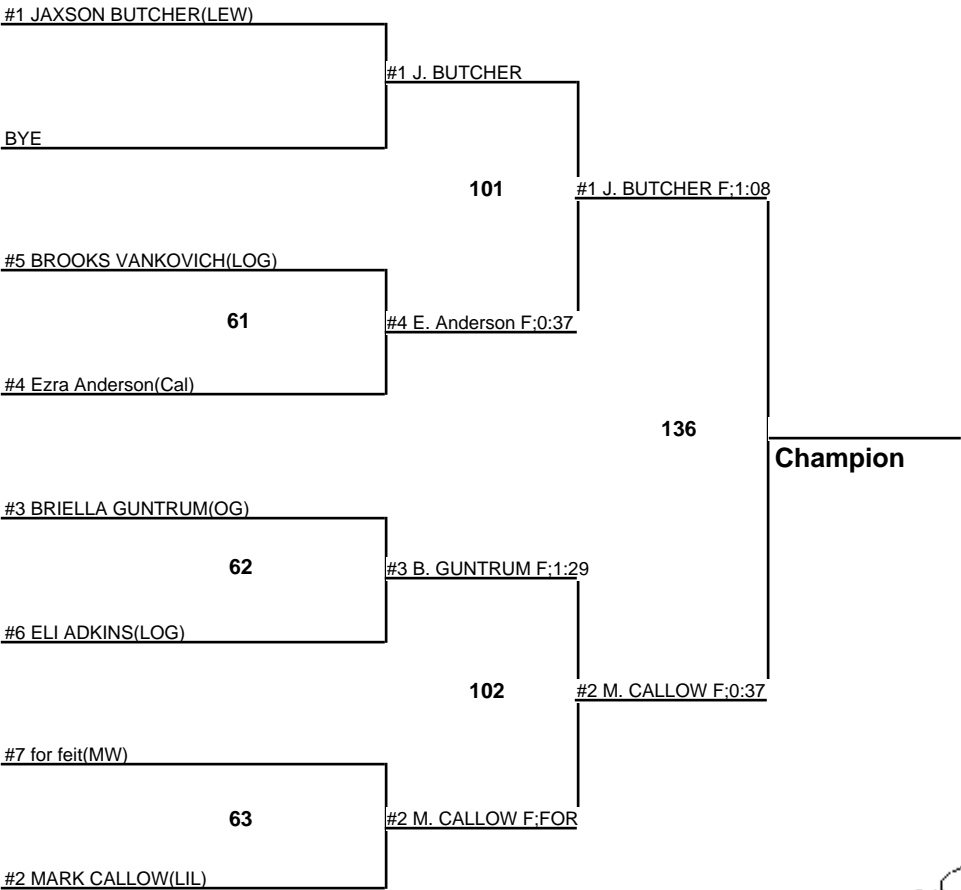 #1 JAXSON BUTCHER(LEW)
#1 J. BUTCHER
BYE
101
#1 J. BUTCHER F;1:08
#5 BROOKS VANKOVICH(LOG)
61
#4 E. Anderson F;0:37
#4 Ezra Anderson(Cal)
136
Champion
#3 BRIELLA GUNTRUM(OG)
62
#3 B. GUNTRUM F;1:29
#6 ELI ADKINS(LOG)
102
#2 M. CALLOW F;0:37
#7 for feit(MW)
63
#2 M. CALLOW F;FOR
#2 MARK CALLOW(LIL)